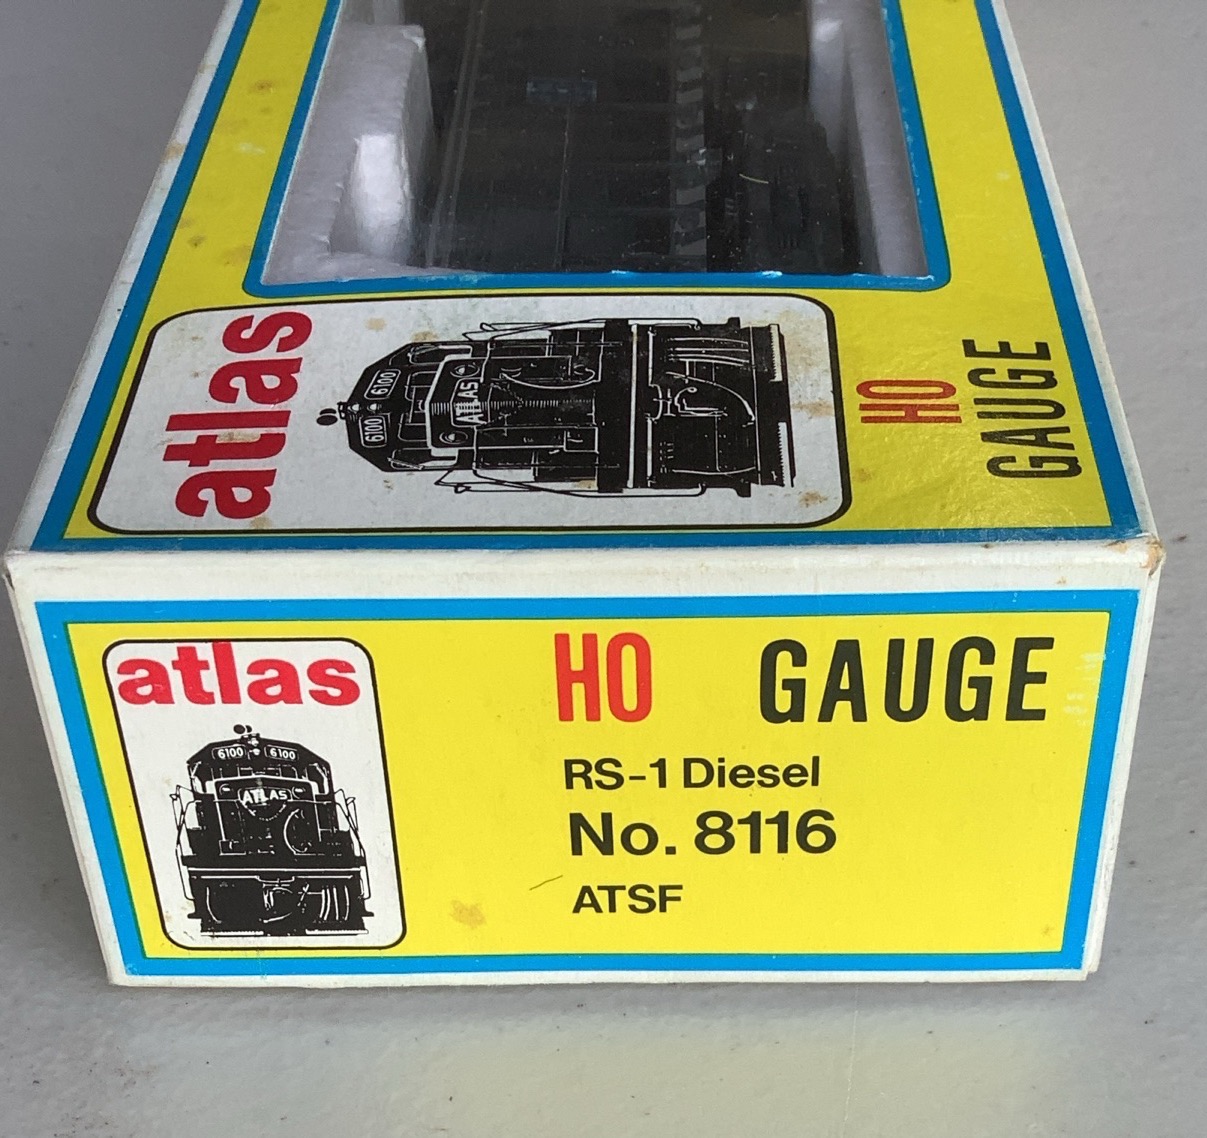 atlas
6100
6100
ATLAS
HO
GAUGE
atlas
6100 6100
ATLAS
HO GAUGE
RS-1 Diesel
No. 8116
ATSF